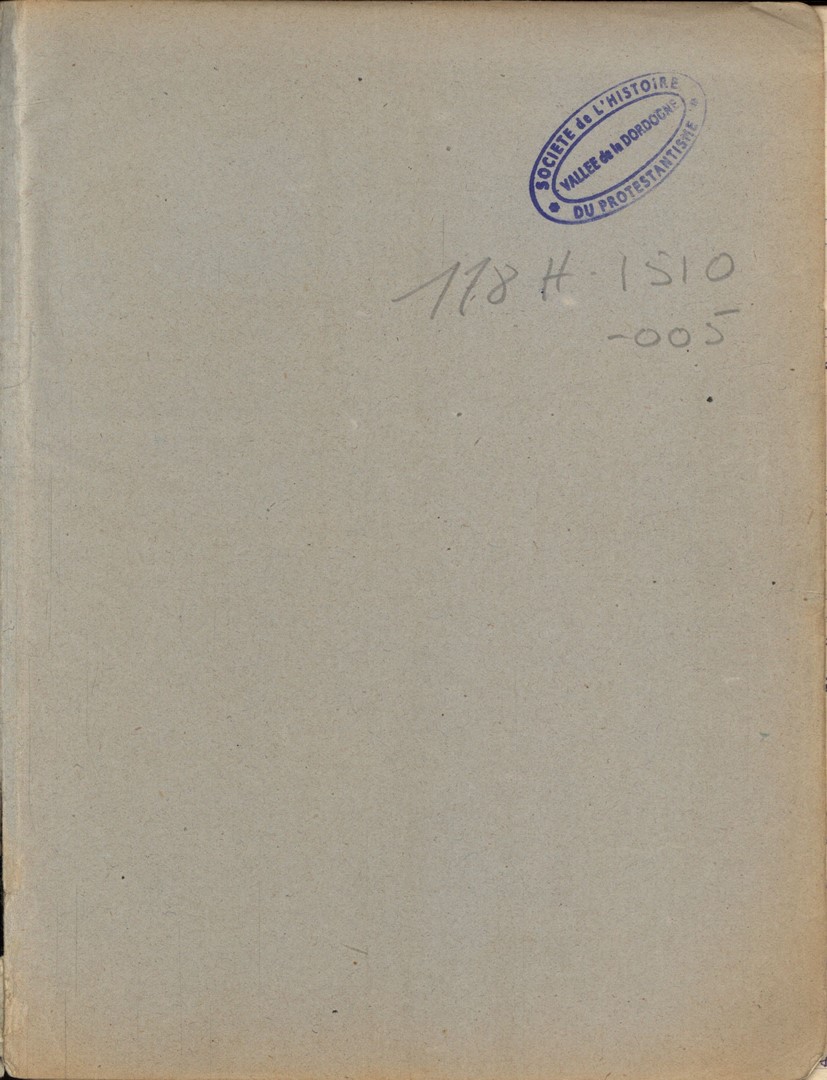 SOCIETE de L'HISTOIRE
VALLEE de la DORDOGNE
DU PROTESTANTISME
118 H - 1510
-005